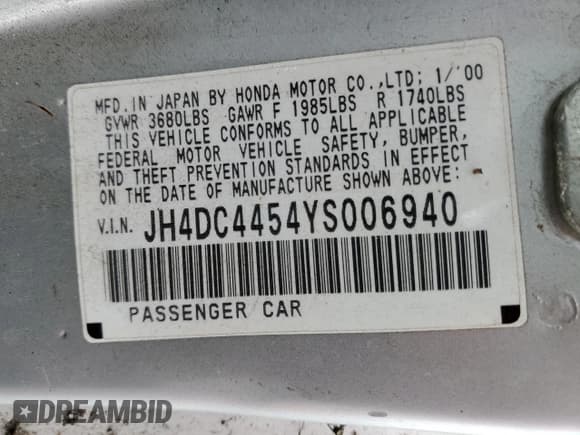 MFD. IN JAPAN BY HONDA MOTOR CO.,LTD; 1/'00
GVWR 3680LBS GAWR F 1985LBS R 1740LBS
THIS VEHICLE CONFORMS TO ALL APPLICABLE
FEDERAL MOTOR VEHICLE SAFETY, BUMPER,
AND THEFT PREVENTION STANDARDS IN EFFECT
ON THE DATE OF MANUFACTURE SHOWN ABOVE:
V.I.N. JH4DC4454YS006940
PASSENGER CAR
DREAMBID